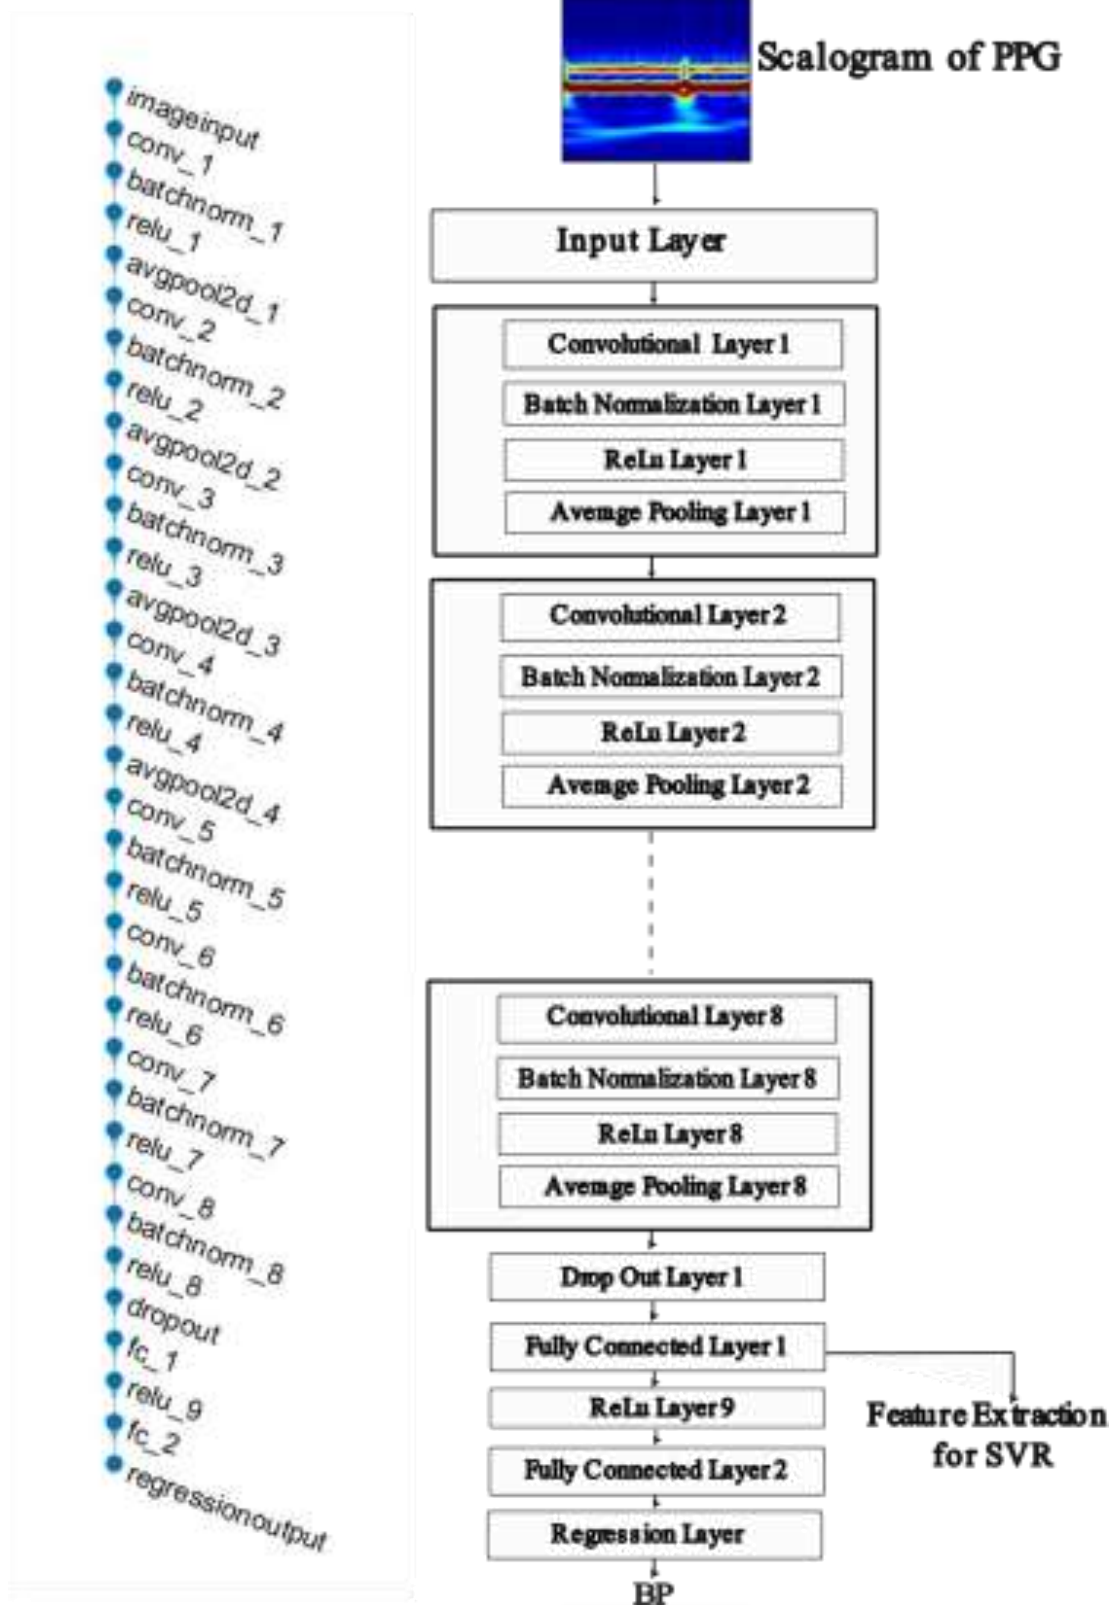 imageinput
conv_1
batchnorm_1
relu_1
avgpool2d_1
conv_2
batchnorm_2
relu_2
avgpool2d_2
conv_3
batchnorm_3
relu_3
avgpool2d_3
conv_4
batchnorm_4
relu_4
avgpool2d_4
conv_5
batchnorm_5
relu_5
conv_6
batchnorm_6
relu_6
conv_7
batchnorm_7
relu_7
conv_8
batchnorm_8
relu_8
dropout
fc_1
relu_9
fc_2
regressionoutput
Scalogram of PPG
Input Layer
Convolutional Layer 1
Batch Normalization Layer 1
ReLu Layer 1
Average Pooling Layer 1
Convolutional Layer 2
Batch Normalization Layer 2
ReLu Layer 2
Average Pooling Layer 2
Convolutional Layer 8
Batch Normalization Layer 8
ReLu Layer 8
Average Pooling Layer 8
Drop Out Layer 1
Fully Connected Layer 1
ReLu Layer 9
Fully Connected Layer 2
Regression Layer
BP
Feature Extraction
for SVR